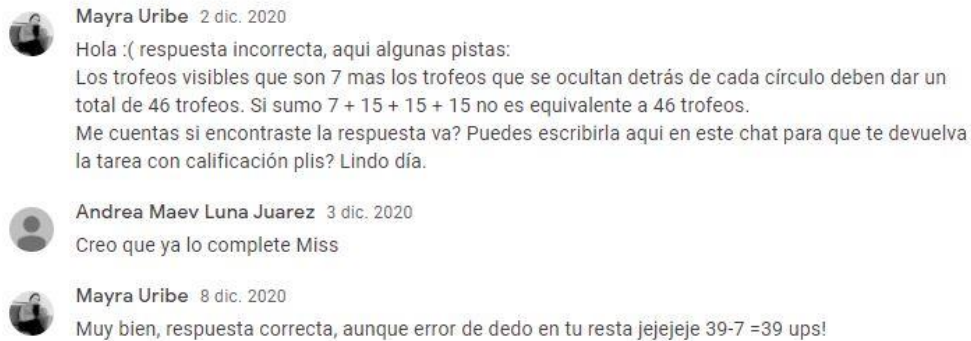 Mayra Uribe 2 dic. 2020
Hola :( respuesta incorrecta, aqui algunas pistas:
Los trofeos visibles que son 7 mas los trofeos que se ocultan detrás de cada círculo deben dar un
total de 46 trofeos. Si sumo 7 + 15 + 15 + 15 no es equivalente a 46 trofeos.
Me cuentas si encontraste la respuesta va? Puedes escribirla aqui en este chat para que te devuelva
la tarea con calificación plis? Lindo día.
Andrea Maev Luna Juarez 3 dic. 2020
Creo que ya lo complete Miss
Mayra Uribe 8 dic. 2020
Muy bien, respuesta correcta, aunque error de dedo en tu resta jejejeje 39-7 =39 ups!